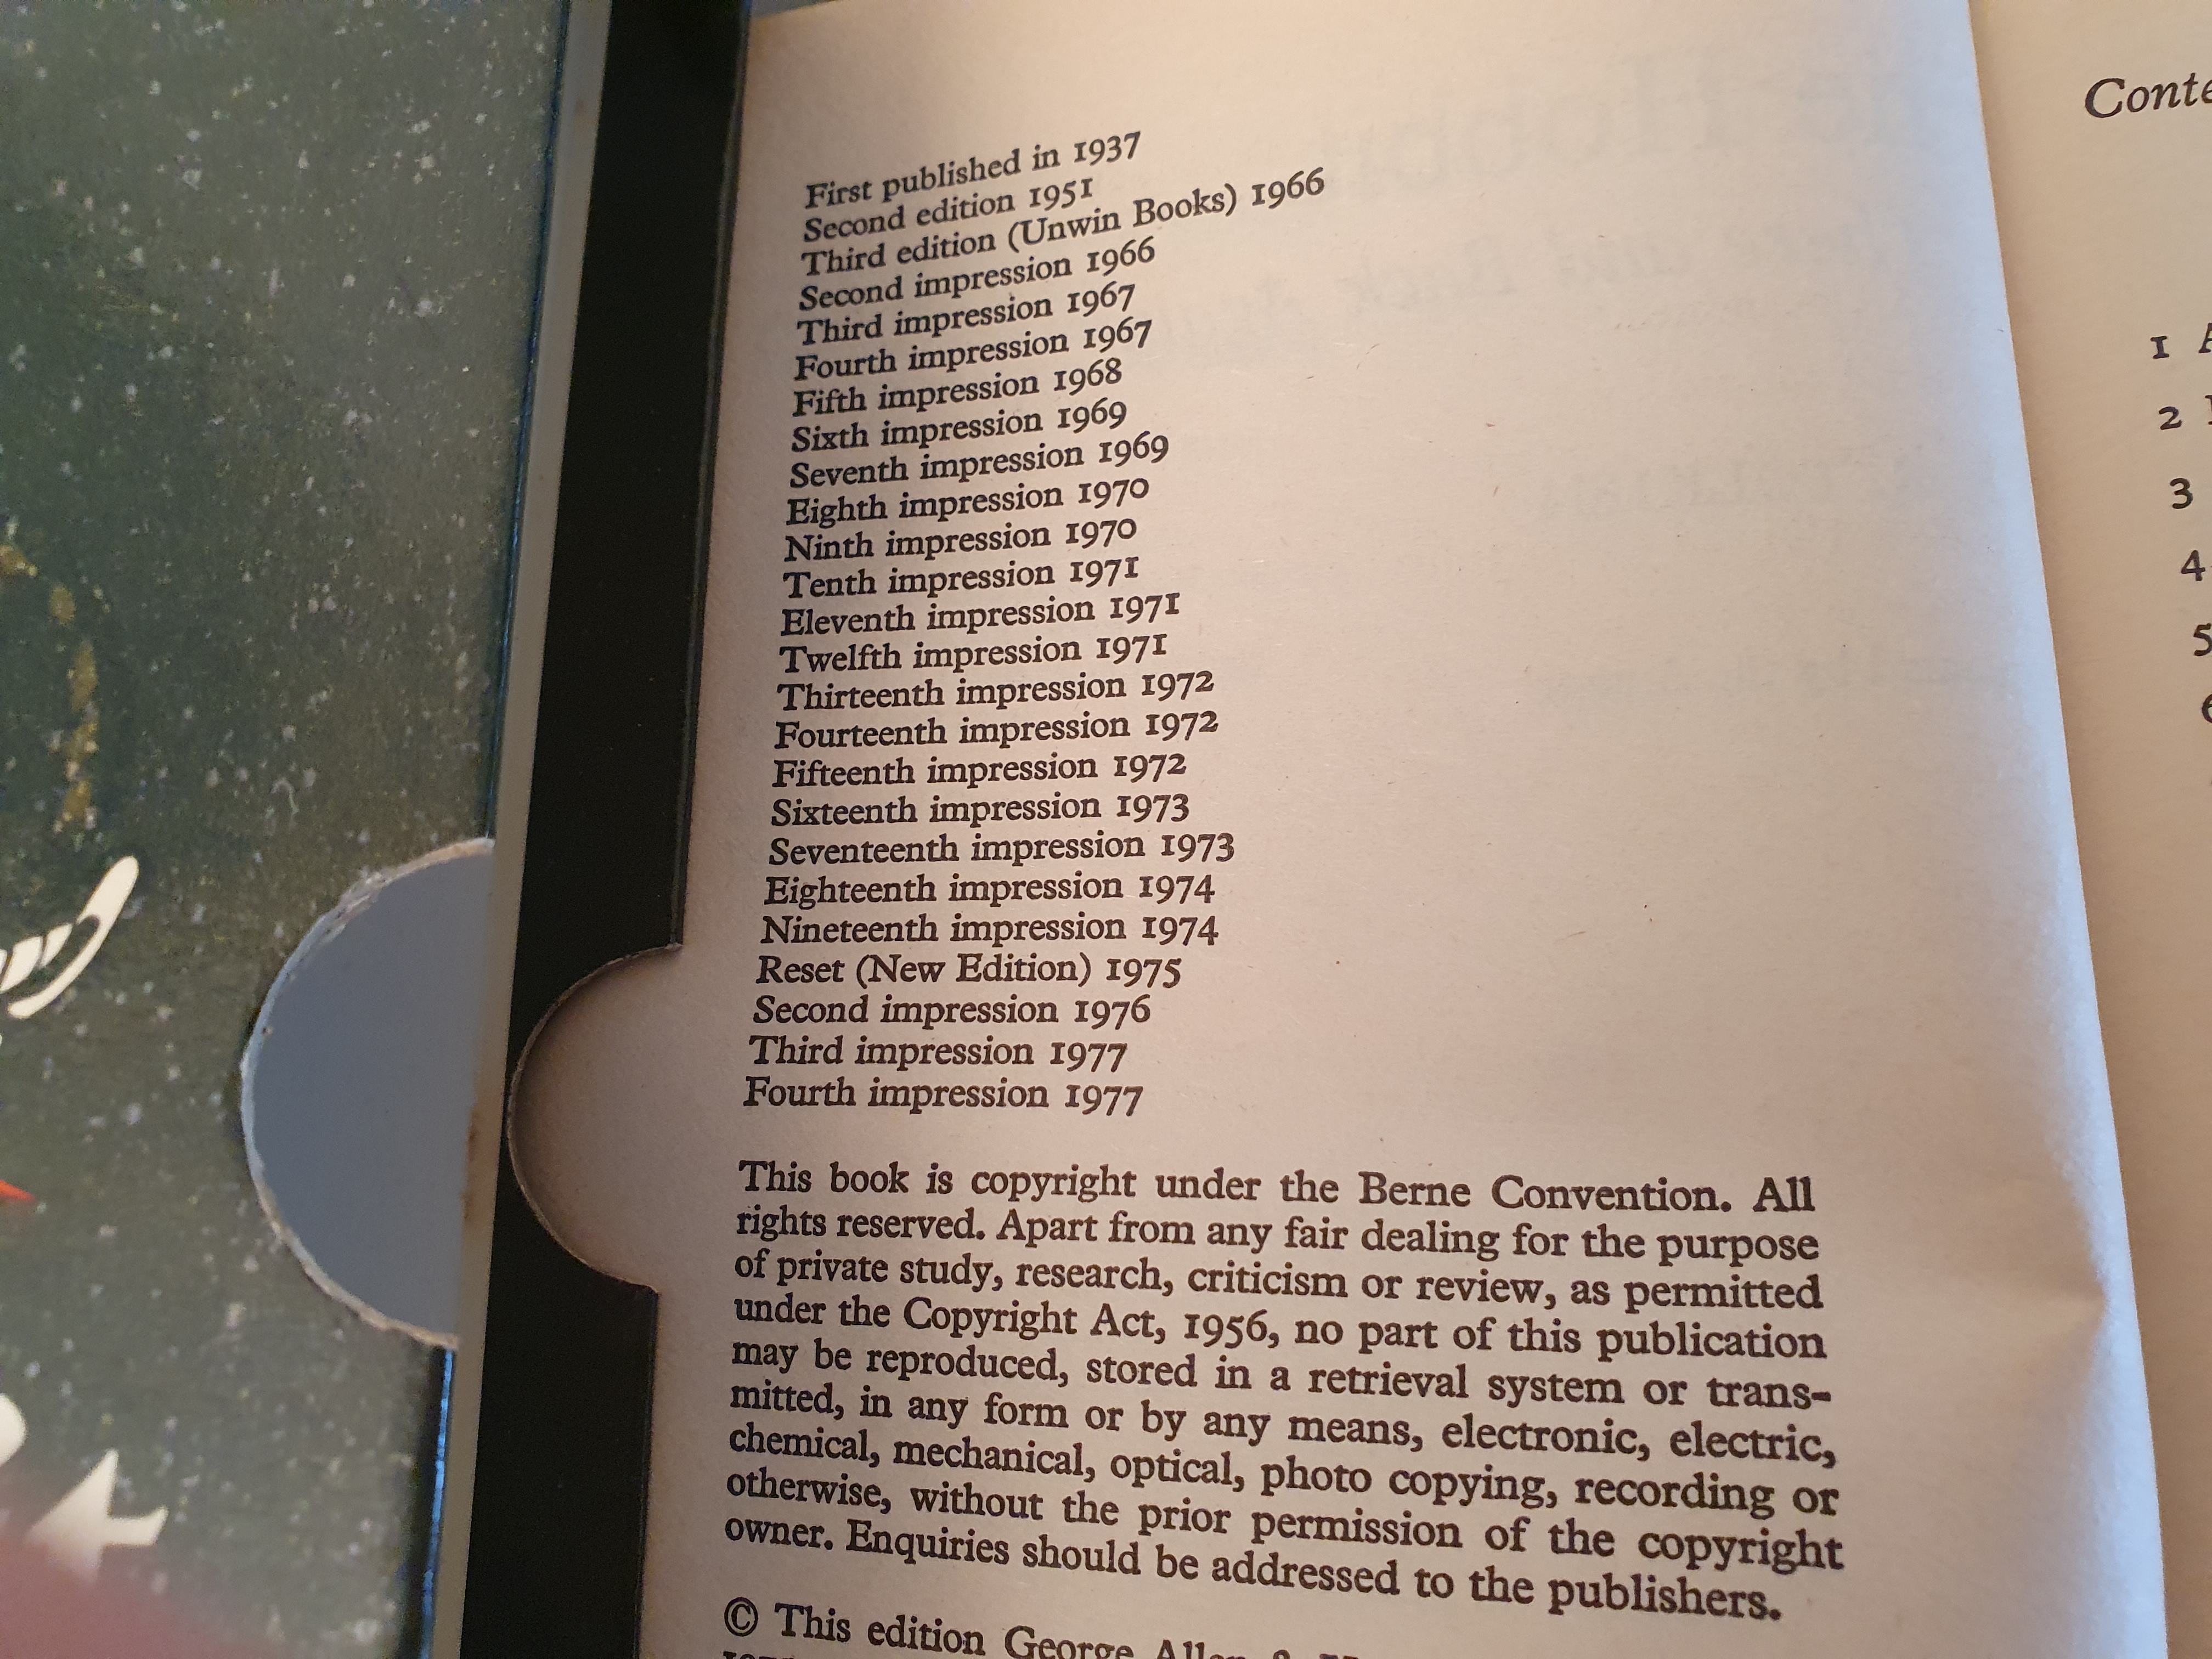 First published in 1937
Second edition 1951
Third edition (Unwin Books) 1966
Second impression 1966
Third impression 1967
Fourth impression 1967
Fifth impression 1968
Sixth impression 1969
Seventh impression 1969
Eighth impression 1970
Ninth impression 1970
Tenth impression 1971
Eleventh impression 1971
Twelfth impression 1971
Thirteenth impression 1972
Fourteenth impression 1972
Fifteenth impression 1972
Sixteenth impression 1973
Seventeenth impression 1973
Eighteenth impression 1974
Nineteenth impression 1974
Reset (New Edition) 1975
Second impression 1976
Third impression 1977
Fourth impression 1977
This book is copyright under the Berne Convention. All
rights reserved. Apart from any fair dealing for the purpose
of private study, research, criticism or review, as permitted
under the Copyright Act, 1956, no part of this publication
may be reproduced, stored in a retrieval system or trans-
mitted, in any form or by any means, electronic, electric,
chemical, mechanical, optical, photo copying, recording or
otherwise, without the prior permission of the copyright
owner. Enquiries should be addressed to the publishers.
© This edition George Allen &
Conte
1
2
3
4
5
6